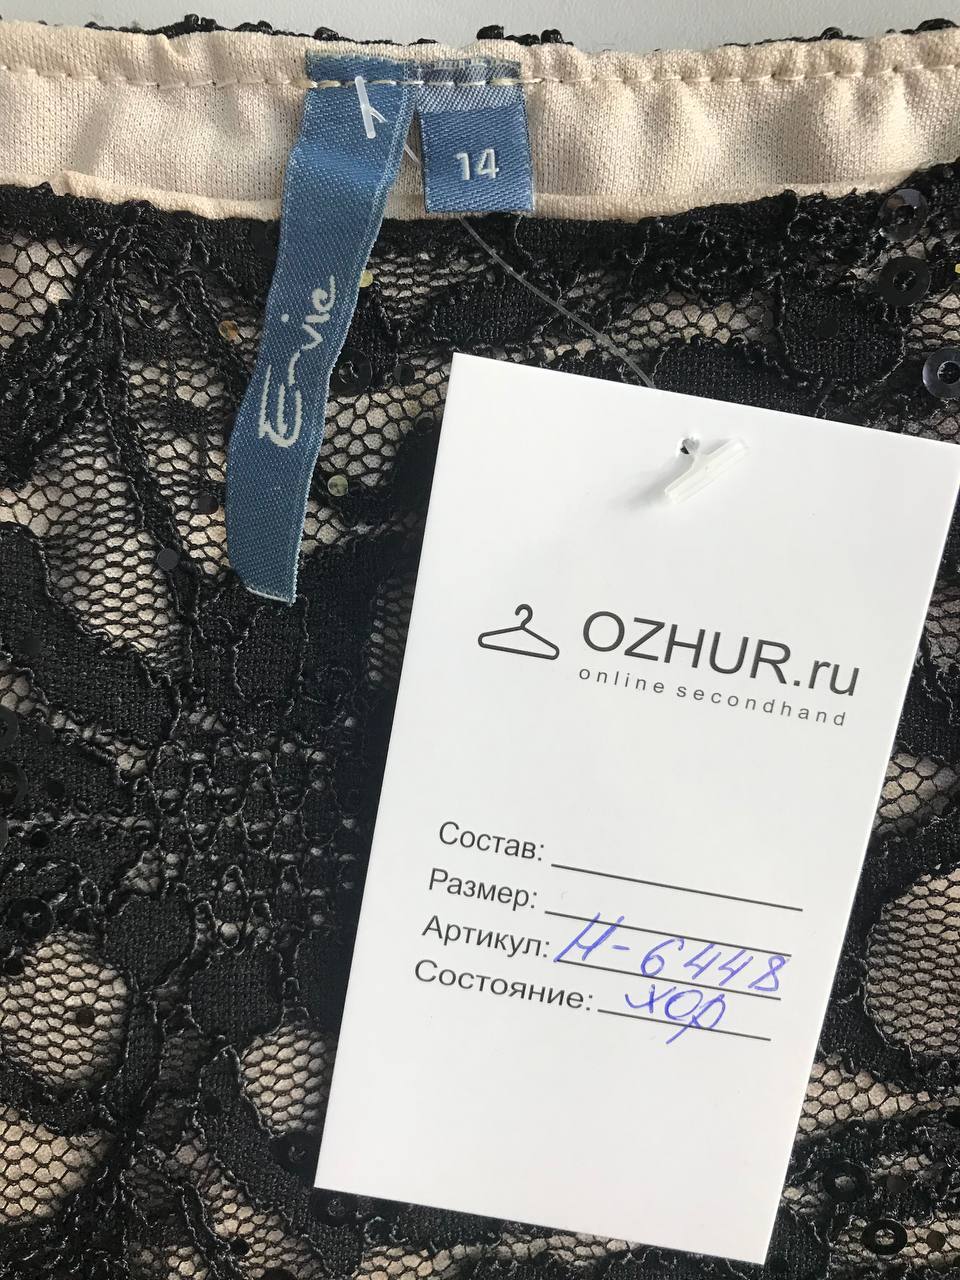 14
E-vie
OZHUR.ru
online secondhand
Состав:
Размер:
Артикул: Н-6448
Состояние: хор